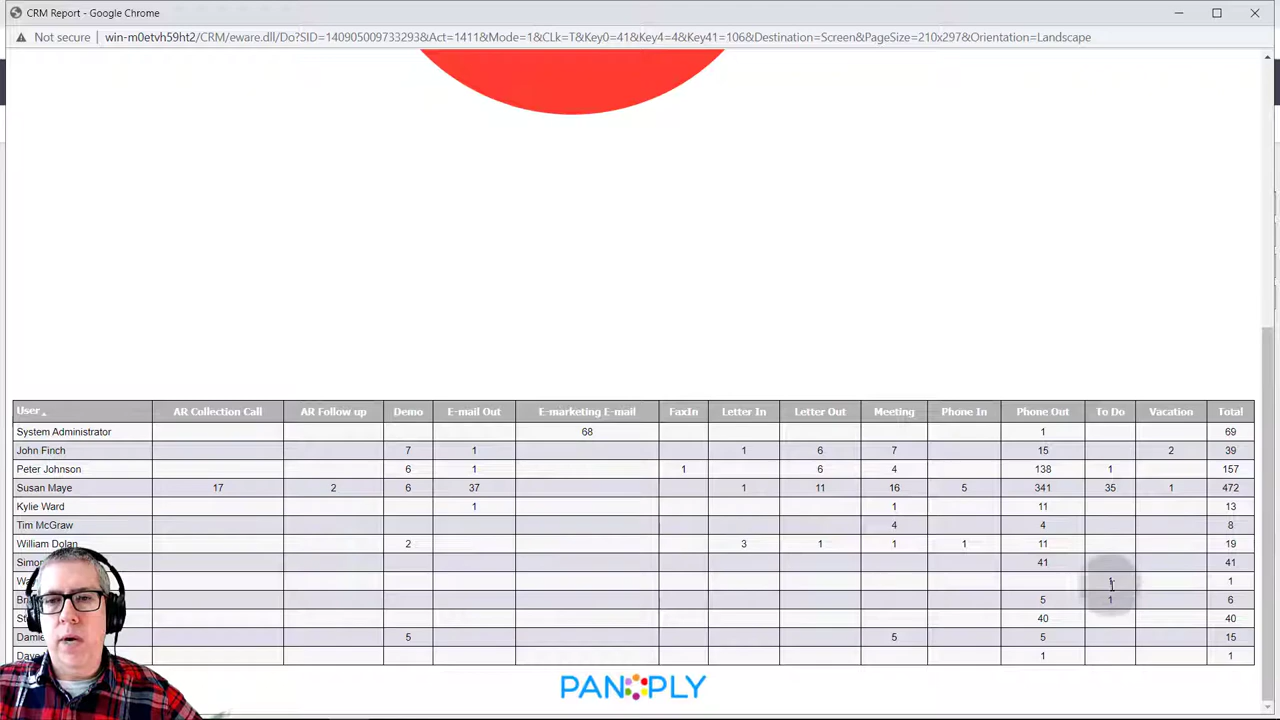 CRM Report - Google Chrome
Not secure win-m0etvh59ht2/CRM/eware.dll/Do?SID=140905009733293&Act=1411&Mode=1&CLk=T&Key0=41&Key4=4&Key41=106&Destination=Screen&PageSize=210x297&Orientation=Landscape
User AR Collection Call AR Follow up Demo E-mail Out E-marketing E-mail FaxIn Letter In Letter Out Meeting Phone In Phone Out To Do Vacation Total
System Administrator 68 1 69
John Finch 7 1 1 6 7 15 2 39
Peter Johnson 6 1 1 6 4 138 1 157
Susan Maye 17 2 6 37 1 11 16 5 341 35 1 472
Kylie Ward 1 1 11 13
Tim McGraw 4 4 8
William Dolan 2 3 1 1 1 11 19
Simo 41 41
1
5 1 6
40 40
Damie 5 5 5 15
Dave 1 1
PANOPLY